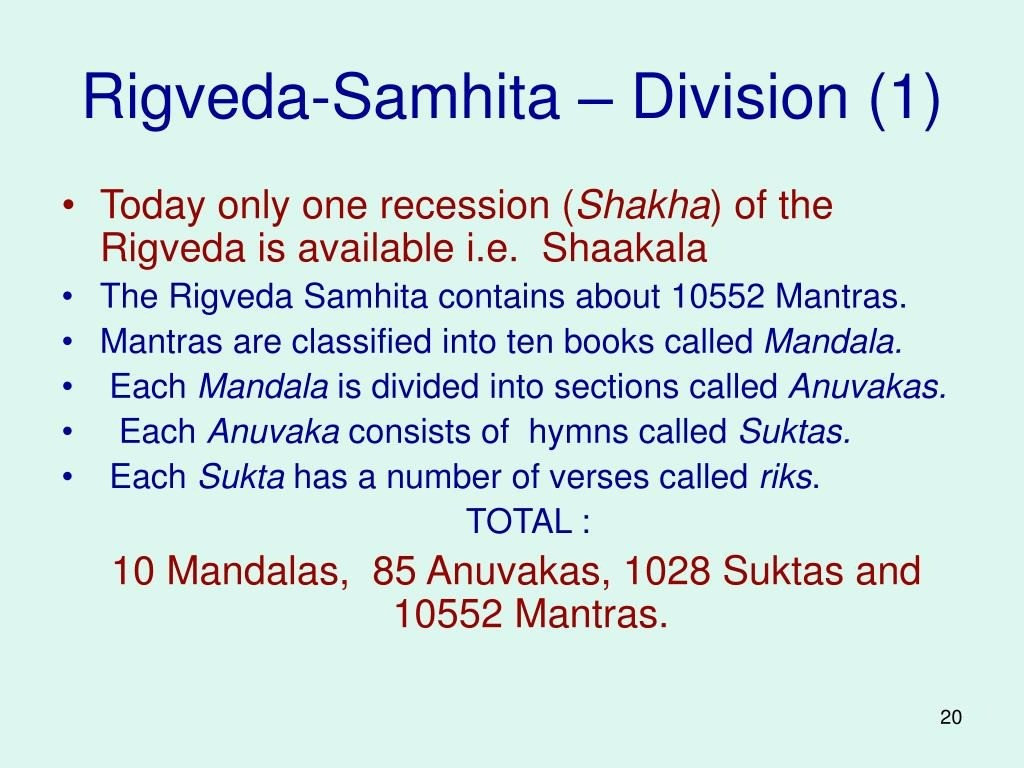 Rigveda-Samhita – Division (1)
• Today only one recession (Shakha) of the
Rigveda is available i.e.  Shaakala
• The Rigveda Samhita contains about 10552 Mantras.
• Mantras are classified into ten books called Mandala.
• Each Mandala is divided into sections called Anuvakas.
• Each Anuvaka consists of  hymns called Suktas.
• Each Sukta has a number of verses called riks.
TOTAL :
10 Mandalas,  85 Anuvakas, 1028 Suktas and
10552 Mantras.
20